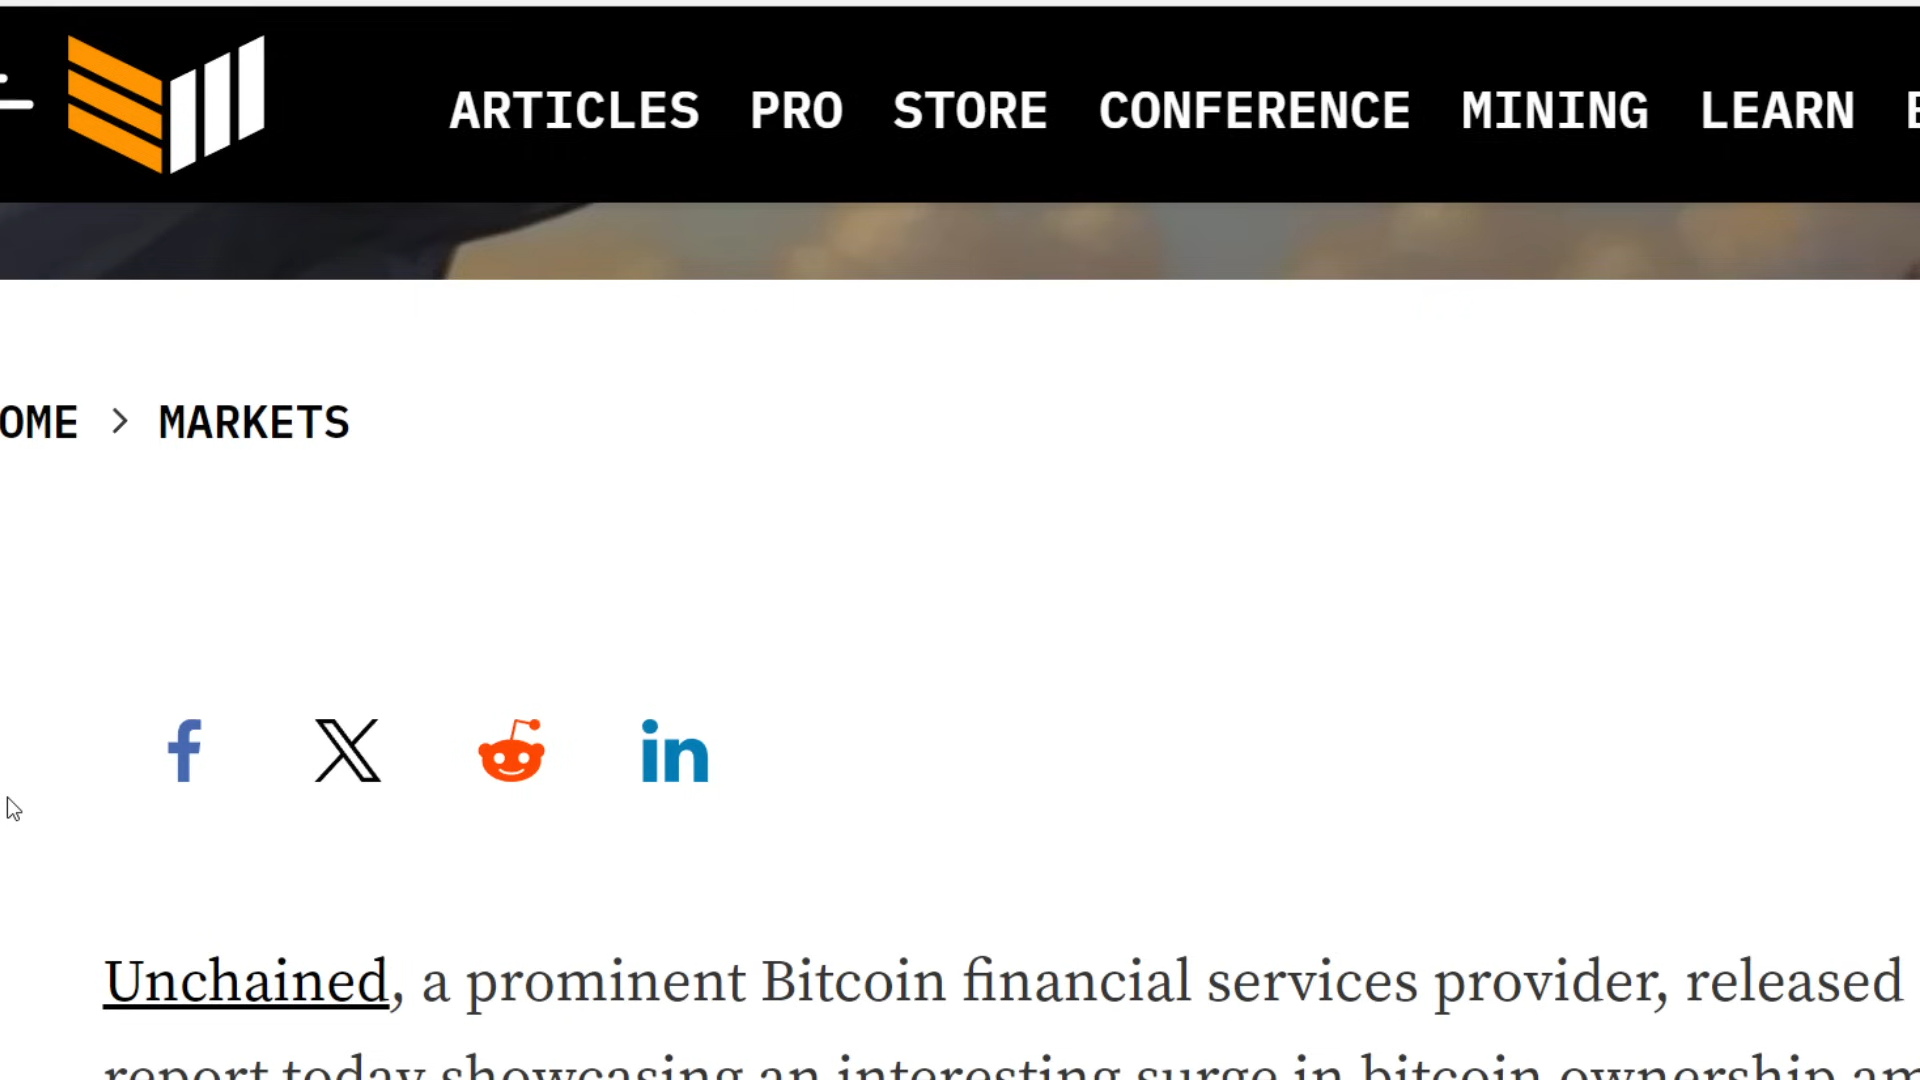 ARTICLES PRO STORE CONFERENCE MINING LEARN
OME > MARKETS
Unchained, a prominent Bitcoin financial services provider, released
report today showcasing an interesting surge in bitcoin ownership am